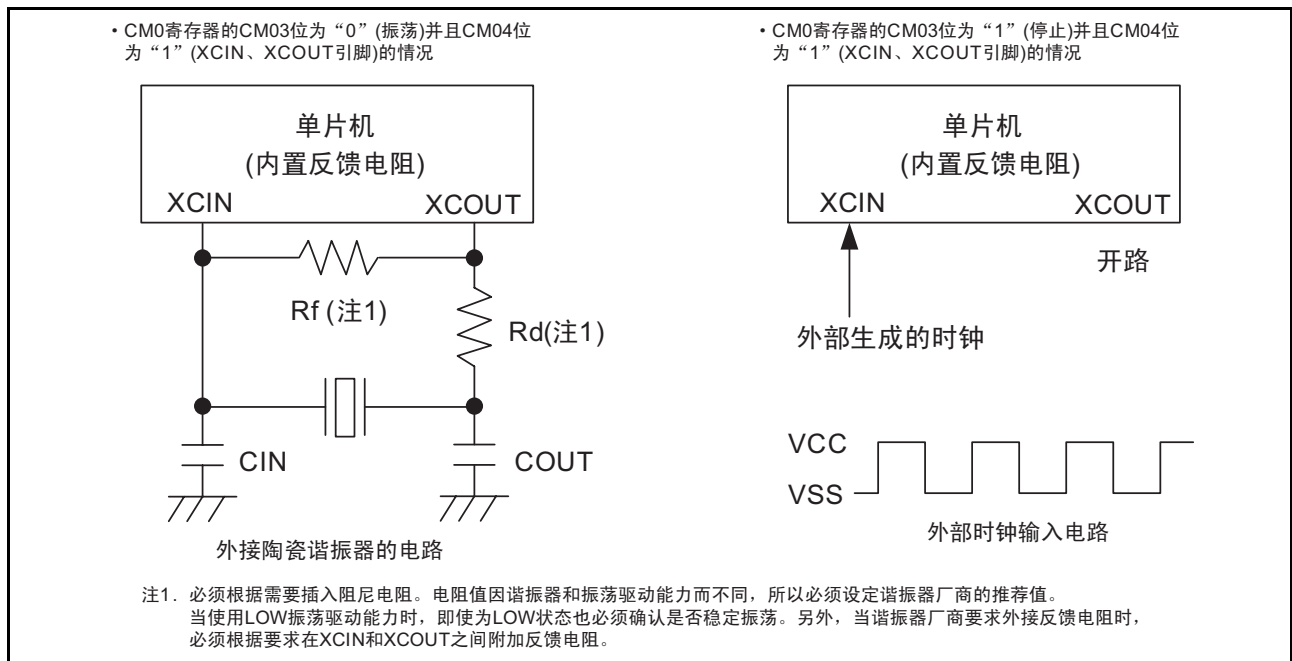 • CM0寄存器的CM03位为“0”(振荡)并且CM04位
为“1”(XCIN、XCOUT引脚)的情况
单片机
(内置反馈电阻)
XCIN XCOUT
Rf (注1)
Rd(注1)
CIN COUT
外接陶瓷谐振器的电路
• CM0寄存器的CM03位为“1”(停止)并且CM04位
为“1”(XCIN、XCOUT引脚)的情况
单片机
(内置反馈电阻)
XCIN XCOUT
开路
外部生成的时钟
VCC
VSS
外部时钟输入电路
注1. 必须根据需要插入阻尼电阻。电阻值因谐振器和振荡驱动能力而不同，所以必须设定谐振器厂商的推荐值。
当使用LOW振荡驱动能力时，即使为LOW状态也必须确认是否稳定振荡。另外，当谐振器厂商要求外接反馈电阻时，
必须根据要求在XCIN和XCOUT之间附加反馈电阻。